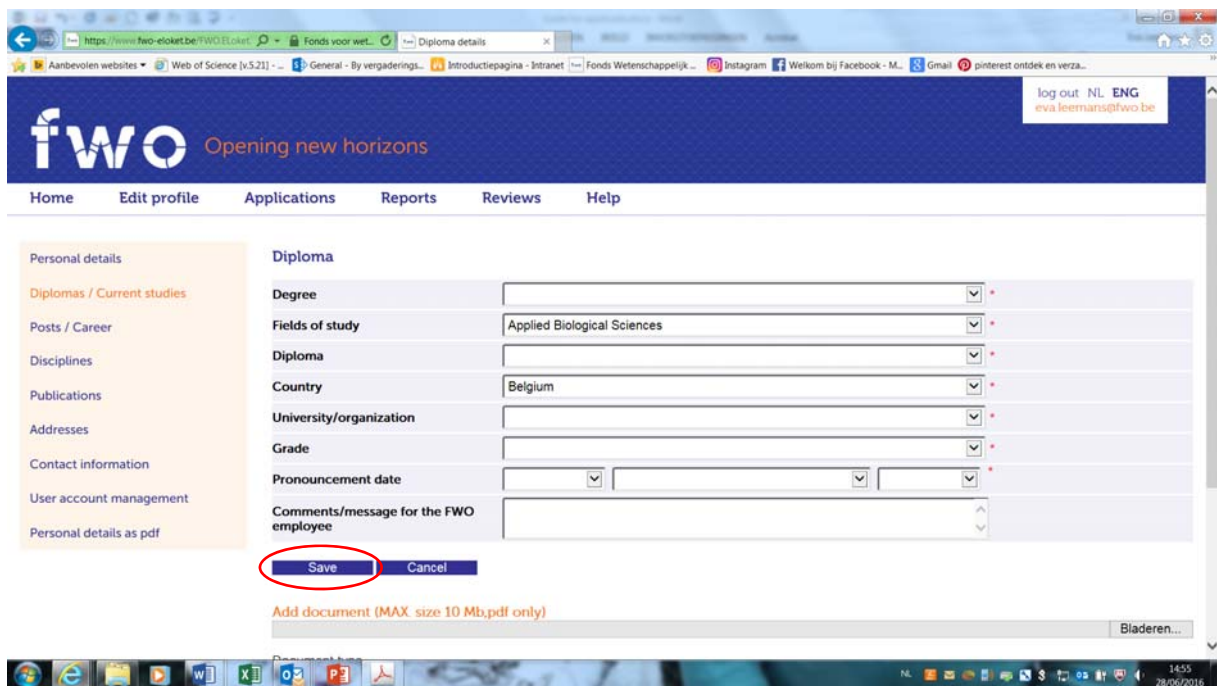 https://www.fwo-eloket.be/FWO.ELoket
Fonds voor wet...
Diploma details
Aanbevolen websites
Web of Science [v.5.21] - ...
General - By vergaderings...
Introductiepagina - Intranet
Fonds Wetenschappelijk ...
Instagram
Welkom bij Facebook - M...
Gmail
pinterest ontdek en verza...
log out NL ENG
eva.leemans@fwo.be
fwo Opening new horizons
Home Edit profile Applications Reports Reviews Help
Personal details
Diplomas / Current studies
Posts / Career
Disciplines
Publications
Addresses
Contact information
User account management
Personal details as pdf
Diploma
Degree *
Fields of study Applied Biological Sciences *
Diploma *
Country Belgium *
University/organization *
Grade *
Pronouncement date *
Comments/message for the FWO
employee
Save Cancel
Add document (MAX. size 10 Mb,pdf only)
Bladeren...
Document type
NL 14:55
28/06/2016